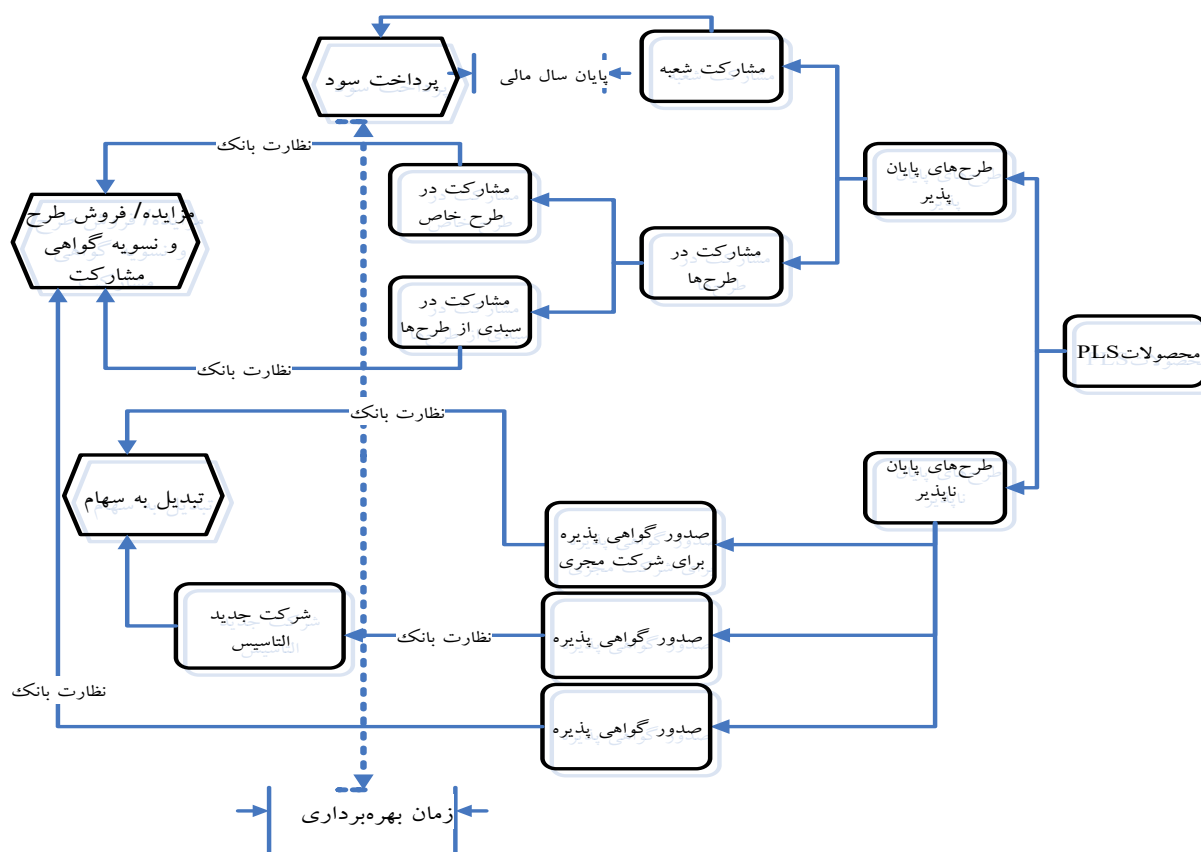 مشارکت شعبه
پایان سال مالی
پرداخت سود
نظارت بانک
طرح‌های پایان
پذیر
مشارکت در
طرح خاص
مزایده/ فروش طرح
و نسویه گواهی
مشارکت
مشارکت در
طرح‌ها
مشارکت در
سبدی از طرح‌ها
محصولات PLS
نظارت بانک
نظارت بانک
طرح‌های پایان
ناپذیر
تبدیل به سهام
صدور گواهی پذیره
برای شرکت مجری
صدور گواهی پذیره
نظارت بانک
شرکت جدید
التاسیس
نظارت بانک
صدور گواهی پذیره
زمان بهره‌برداری